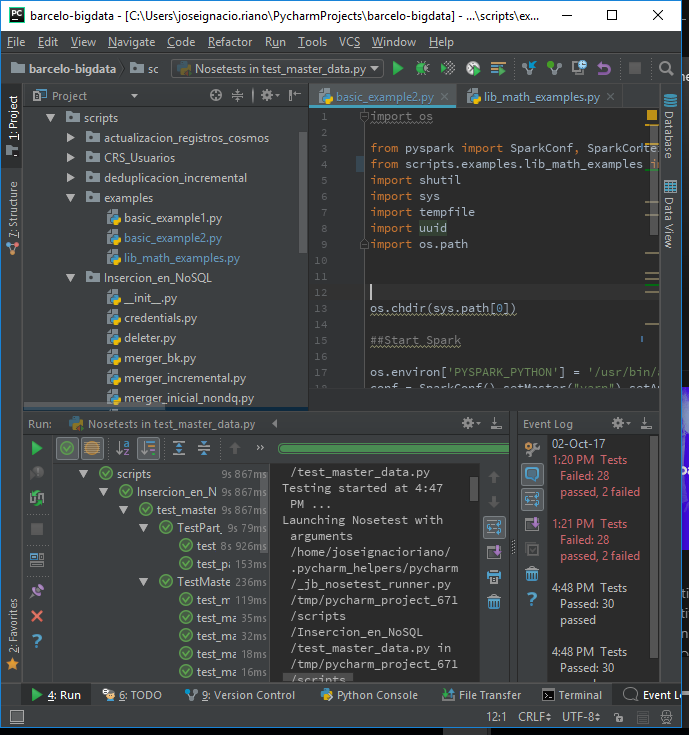 barcelo-bigdata - [C:\Users\joseignacio.riano\PycharmProjects\barcelo-bigdata] - ...\scripts\ex...
File Edit View Navigate Code Refactor Run Tools VCS Window Help
barcelo-bigdata sc Nosetests in test_master_data.py
1: Project
7: Structure
2: Favorites
Project
scripts
actualizacion_registros_cosmos
CRS_Usuarios
deduplicacion_incremental
examples
basic_example1.py
basic_example2.py
lib_math_examples.py
Insercion_en_NoSQL
__init__.py
credentials.py
deleter.py
merger_bk.py
merger_incremental.py
merger_inicial_nondq.py
basic_example2.py lib_math_examples.py
1 import os
2
3 from pyspark import SparkConf, SparkConte
4 from scripts.examples.lib_math_examples im
5 import shutil
6 import sys
7 import tempfile
8 import uuid
9 import os.path
10
11
12
13 os.chdir(sys.path[0])
14
15 ##Start Spark
16
17 os.environ['PYSPARK_PYTHON'] = '/usr/bin/a
18 conf = SparkConf().setMaster("yarn").setA
Database
Data View
Run: Nosetests in test_master_data.py
scripts 9s 867ms
Insercion_en_N 9s 867ms
test_master 9s 867ms
TestPart_ 9s 79ms
test 8s 926ms
test_pa 153ms
TestMaste 236ms
test_m 119ms
test_ma 35ms
test_ma 32ms
test_ma 18ms
test_ma 16ms
/test_master_data.py
Testing started at 4:47
PM ...
Launching Nosetest with
arguments
/home/joseignacioriano/
.pycharm_helpers/pycharm
/_jb_nosetest_runner.py
/tmp/pycharm_project_671
/scripts
/Insercion_en_NoSQL
/test_master_data.py in
/tmp/pycharm_project_671
/scripts
Event Log
02-Oct-17
1:20 PM Tests
Failed: 28
passed, 2 failed
1:21 PM Tests
Failed: 28
passed, 2 failed
4:48 PM Tests
Passed: 30
passed
4:48 PM Tests
Passed: 30
passed
4: Run 6: TODO 9: Version Control Python Console File Transfer Terminal Event Lo
12:1 CRLF UTF-8